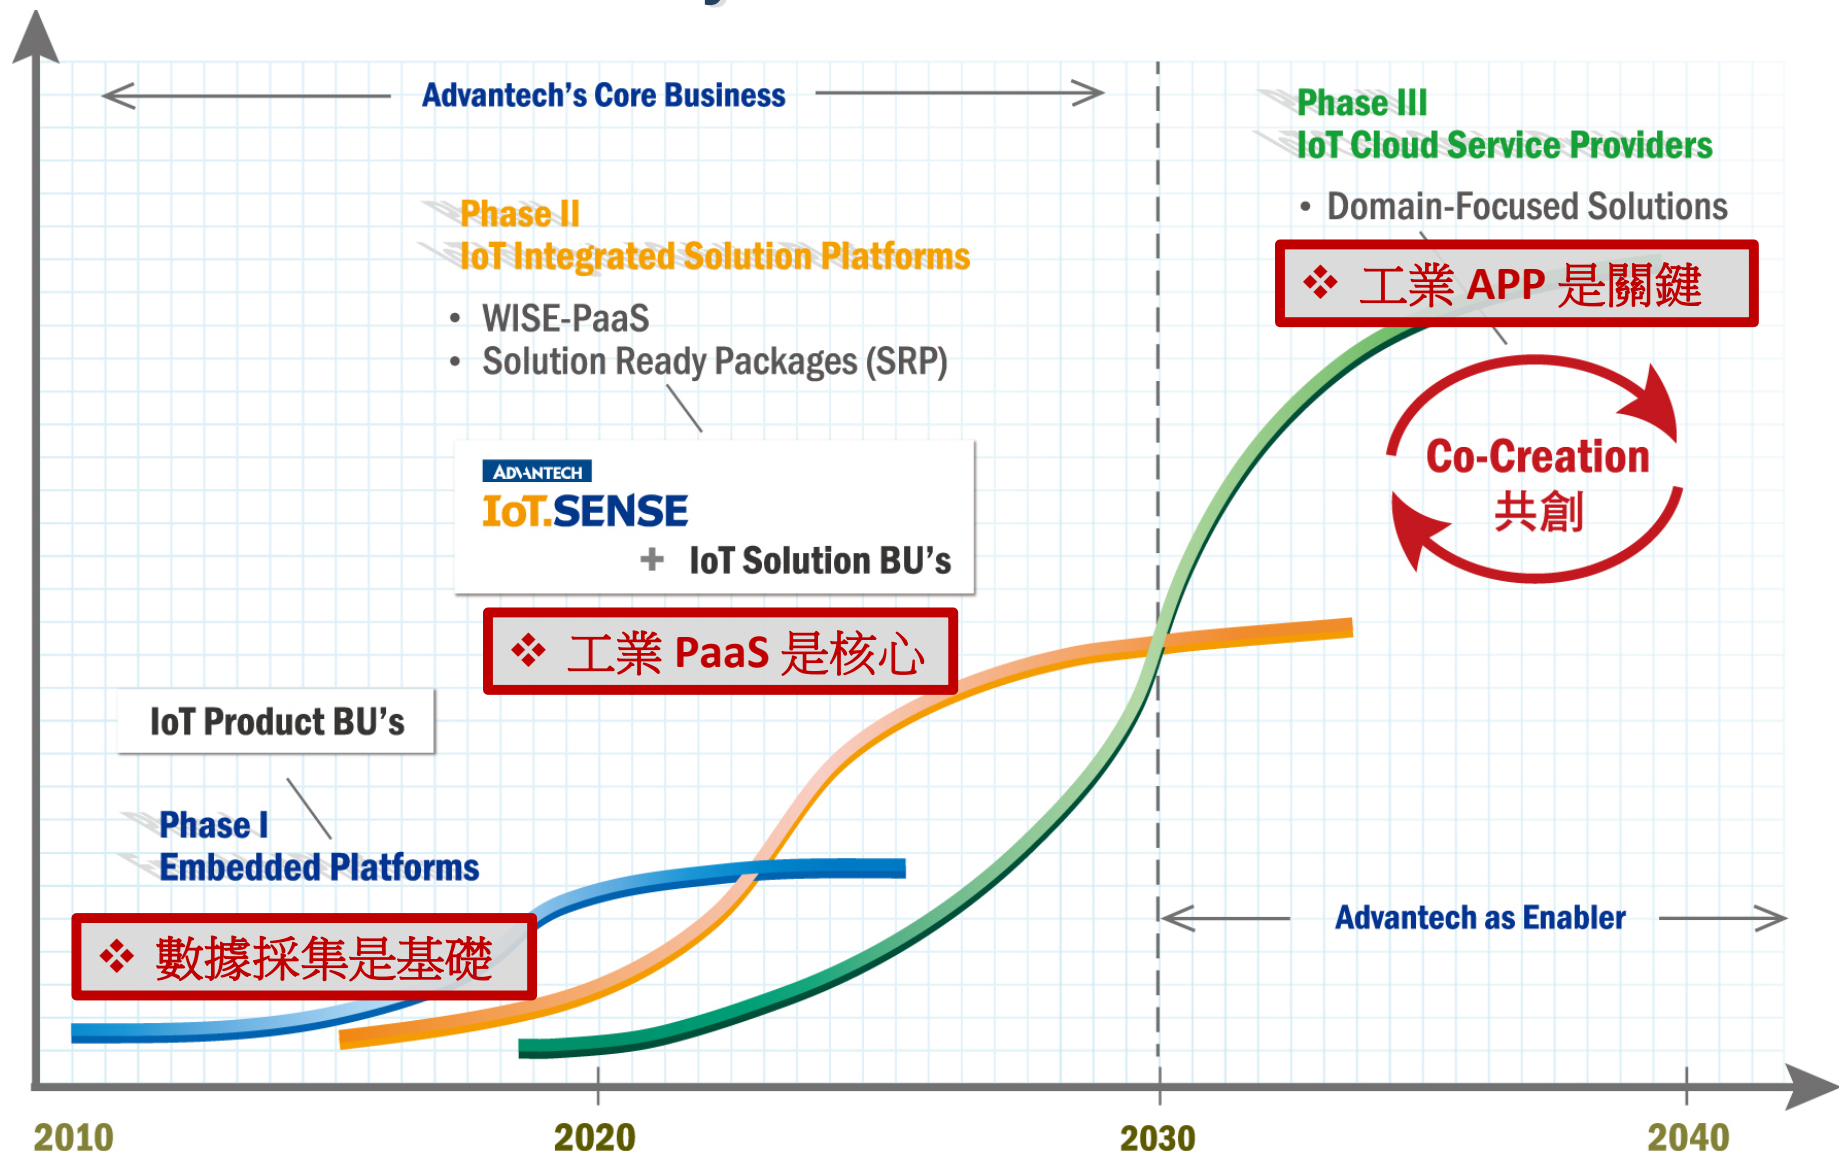 Advantech's Core Business
Phase III
IoT Cloud Service Providers
• Domain-Focused Solutions
❖ 工業 APP 是關鍵
Phase II
IoT Integrated Solution Platforms
• WISE-PaaS
• Solution Ready Packages (SRP)
ADVANTECH
IoT.SENSE
+ IoT Solution BU's
Co-Creation
共創
❖ 工業 PaaS 是核心
IoT Product BU's
Phase I
Embedded Platforms
❖ 數據採集是基礎
Advantech as Enabler
2010
2020
2030
2040